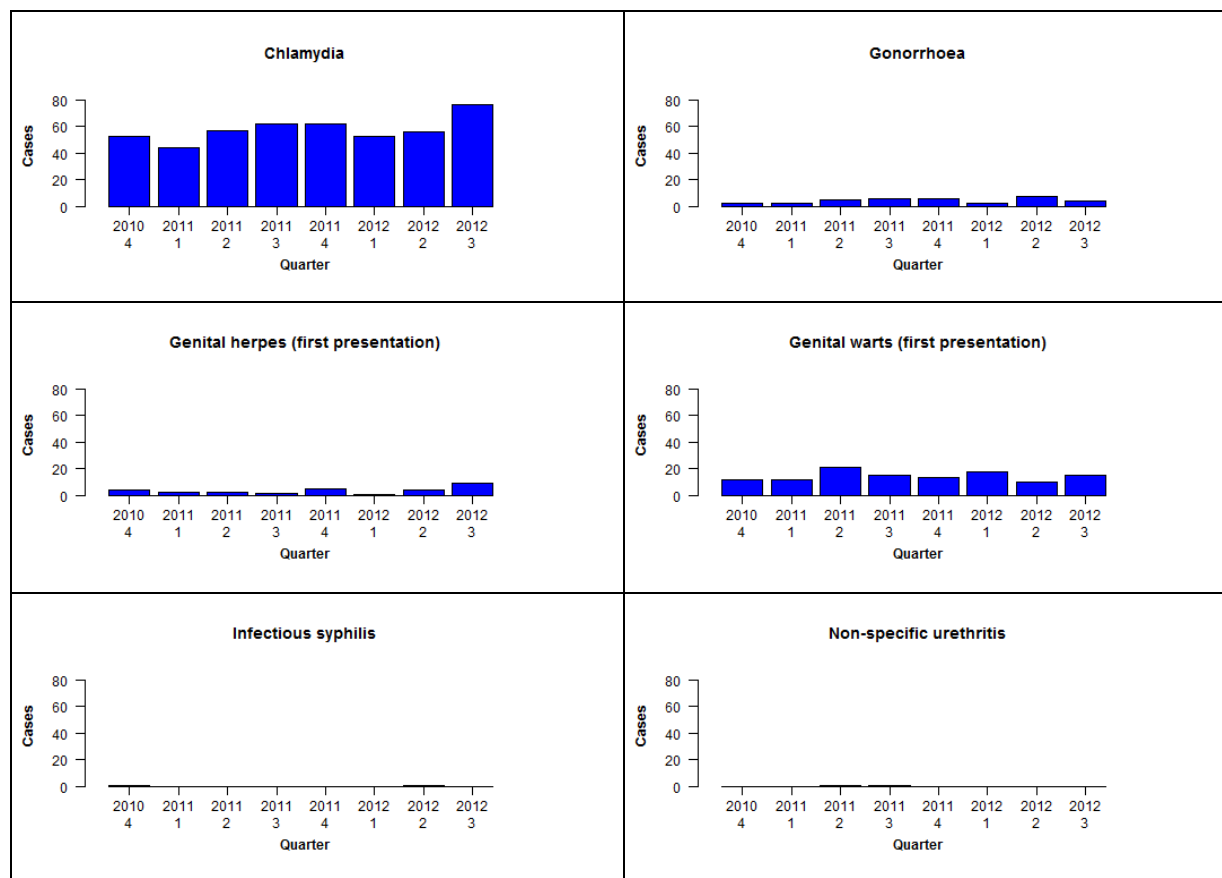 Chlamydia
80
60
40
20
0
Cases
2010 2011 2011 2011 2011 2012 2012 2012
4 1 2 3 4 1 2 3
Quarter
Gonorrhoea
80
60
40
20
0
Cases
2010 2011 2011 2011 2011 2012 2012 2012
4 1 2 3 4 1 2 3
Quarter
Genital herpes (first presentation)
80
60
40
20
0
Cases
2010 2011 2011 2011 2011 2012 2012 2012
4 1 2 3 4 1 2 3
Quarter
Genital warts (first presentation)
80
60
40
20
0
Cases
2010 2011 2011 2011 2011 2012 2012 2012
4 1 2 3 4 1 2 3
Quarter
Infectious syphilis
80
60
40
20
0
Cases
2010 2011 2011 2011 2011 2012 2012 2012
4 1 2 3 4 1 2 3
Quarter
Non-specific urethritis
80
60
40
20
0
Cases
2010 2011 2011 2011 2011 2012 2012 2012
4 1 2 3 4 1 2 3
Quarter